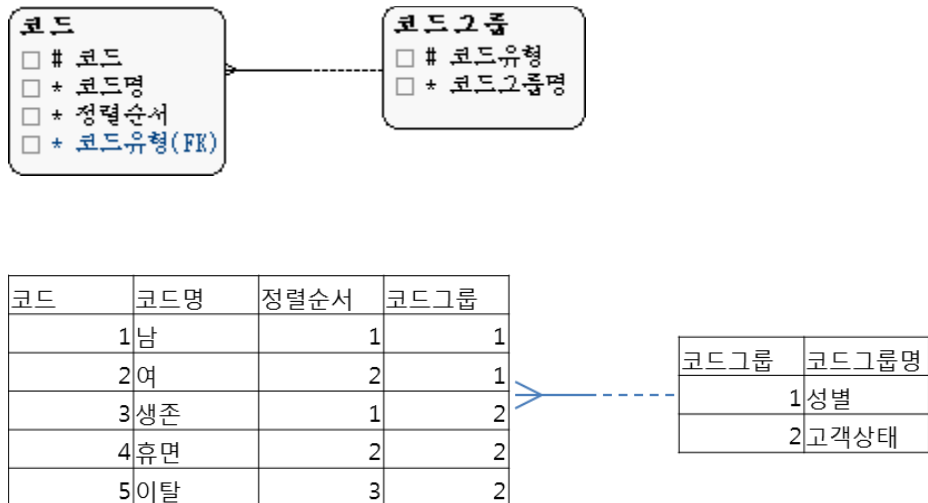 코드
# 코드
* 코드명
* 정렬순서
* 코드유형(FK)
코드그룹
# 코드유형
* 코드그룹명
코드 코드명 정렬순서 코드그룹
1 남 1 1
2 여 2 1
3 생존 1 2
4 휴면 2 2
5 이탈 3 2
코드그룹 코드그룹명
1 성별
2 고객상태